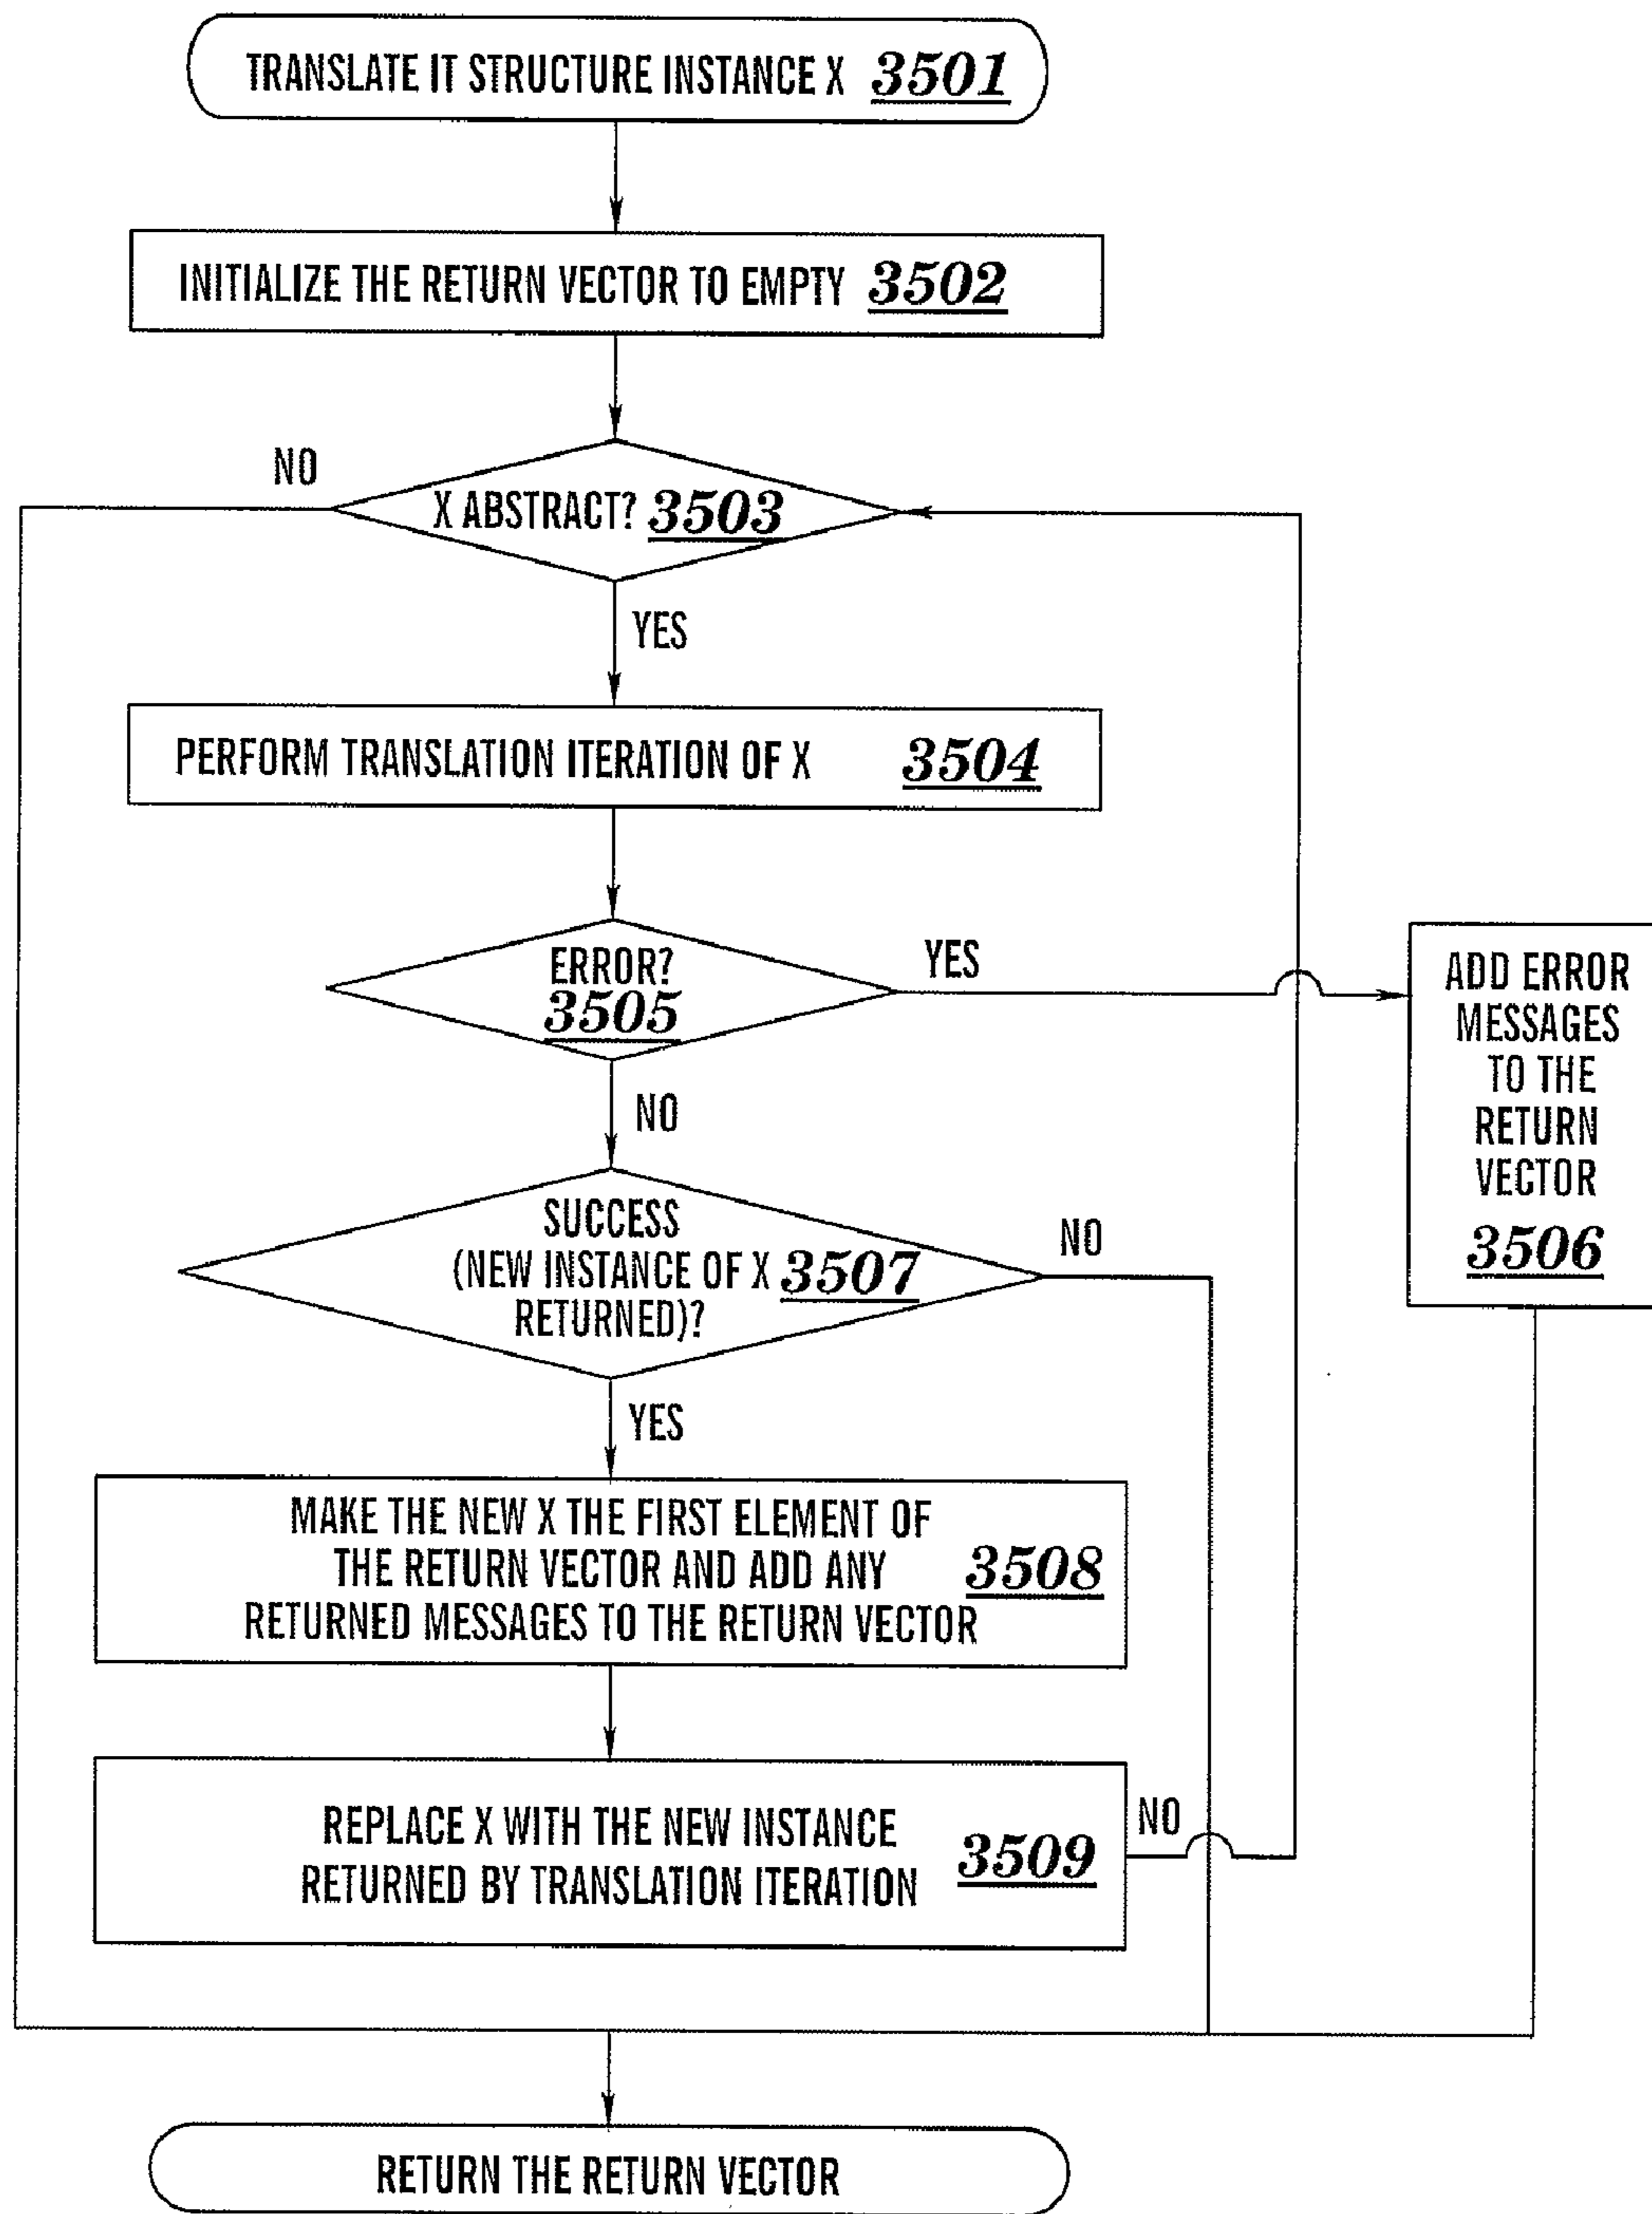 TRANSLATE IT STRUCTURE INSTANCE X 3501
INITIALIZE THE RETURN VECTOR TO EMPTY 3502
NO
X ABSTRACT? 3503
YES
PERFORM TRANSLATION ITERATION OF X 3504
ERROR?
3505
YES
ADD ERROR
MESSAGES
TO THE
RETURN
VECTOR
3506
NO
SUCCESS
(NEW INSTANCE OF X 3507
RETURNED)?
NO
YES
MAKE THE NEW X THE FIRST ELEMENT OF
THE RETURN VECTOR AND ADD ANY 3508
RETURNED MESSAGES TO THE RETURN VECTOR
REPLACE X WITH THE NEW INSTANCE
RETURNED BY TRANSLATION ITERATION 3509
NO
RETURN THE RETURN VECTOR